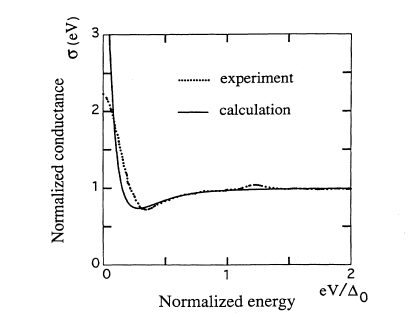 3
σ (eV)
Normalized conductance
experiment
calculation
2
1
0
0
1
2
eV/Δ0
Normalized energy